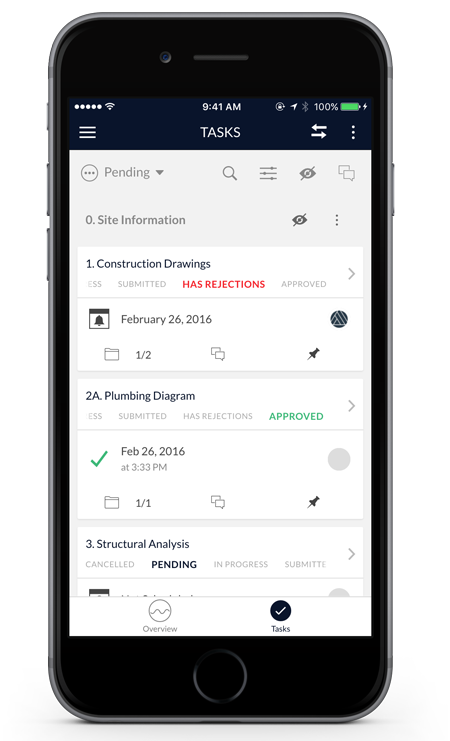 9:41 AM 100%
TASKS
Pending
0. Site Information
1. Construction Drawings
ESS SUBMITTED HAS REJECTIONS APPROVED
February 26, 2016
1/2
2A. Plumbing Diagram
ESS SUBMITTED HAS REJECTIONS APPROVED
Feb 26, 2016
at 3:33 PM
1/1
3. Structural Analysis
CANCELLED PENDING IN PROGRESS SUBMITTE
Overview Tasks